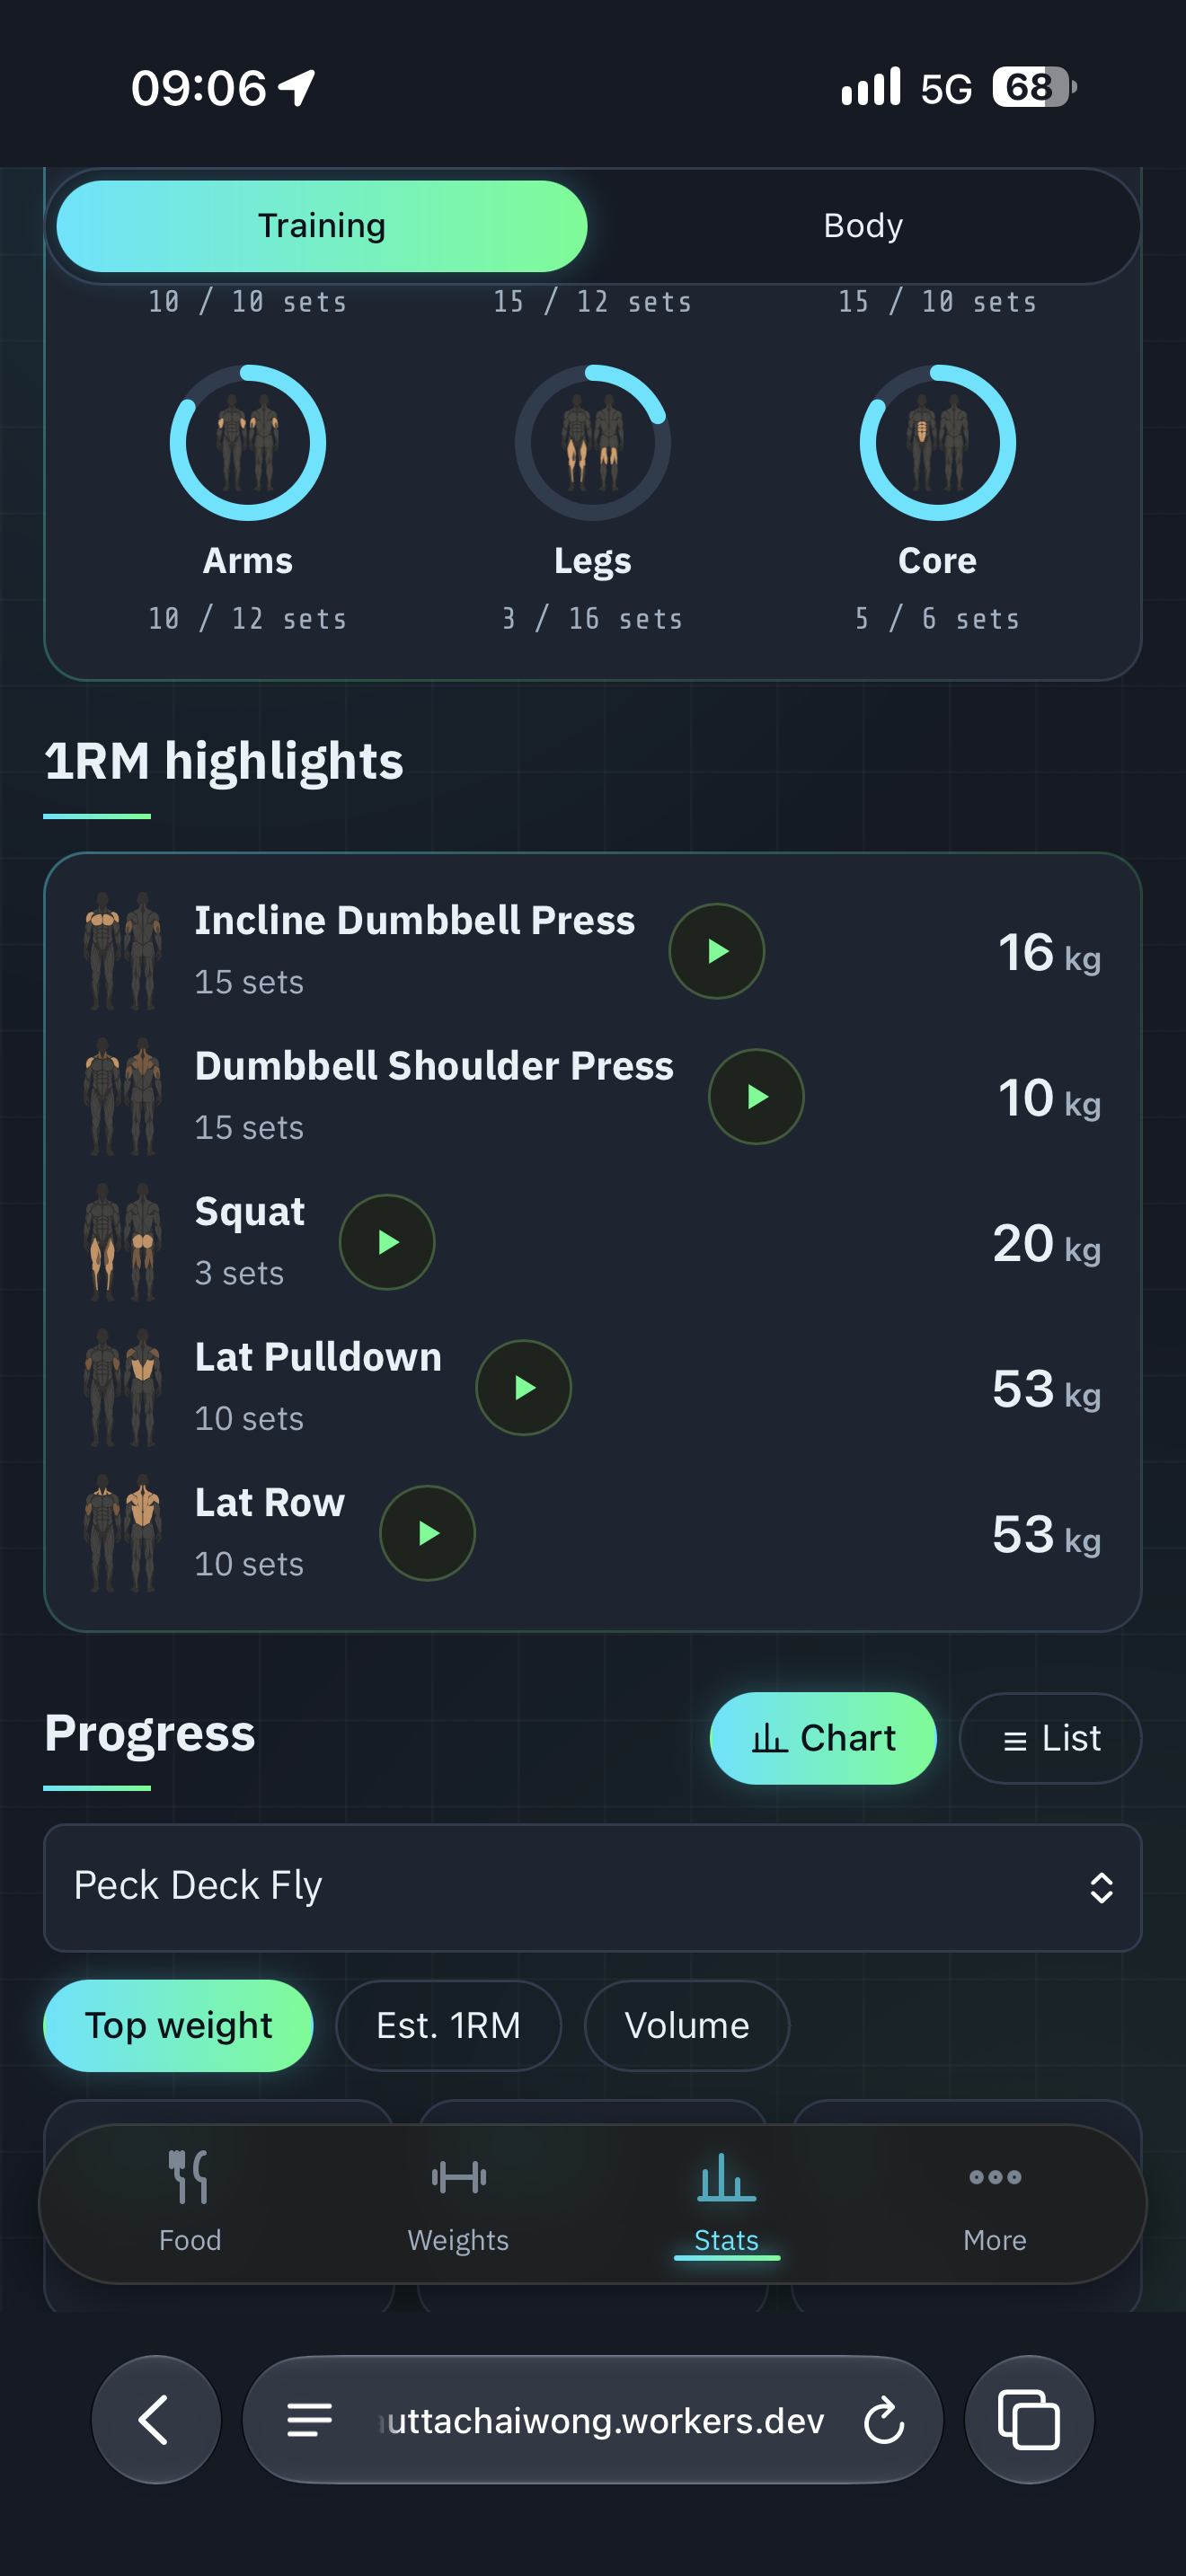 09:06
5G
68
Training
Body
10 / 10 sets
15 / 12 sets
15 / 10 sets
Arms
Legs
Core
10 / 12 sets
3 / 16 sets
5 / 6 sets
1RM highlights
Incline Dumbbell Press
15 sets
16 kg
Dumbbell Shoulder Press
15 sets
10 kg
Squat
3 sets
20 kg
Lat Pulldown
10 sets
53 kg
Lat Row
10 sets
53 kg
Progress
Chart
List
Peck Deck Fly
Top weight
Est. 1RM
Volume
Food
Weights
Stats
More
uttachaiwong.workers.dev